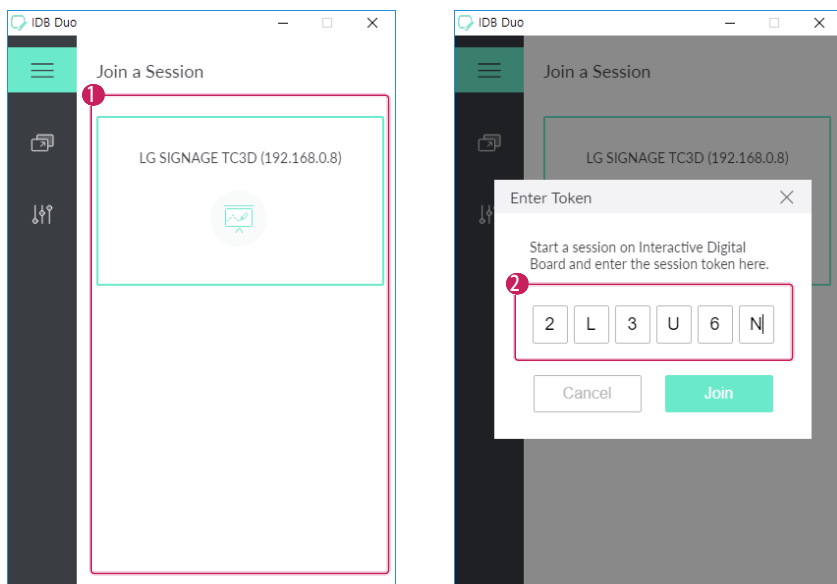 IDB Duo
Join a Session
1
LG SIGNAGE TC3D (192.168.0.8)
IDB Duo
Join a Session
LG SIGNAGE TC3D (192.168.0.8)
Enter Token
Start a session on Interactive Digital
Board and enter the session token here.
2
2 L 3 U 6 N
Cancel Join